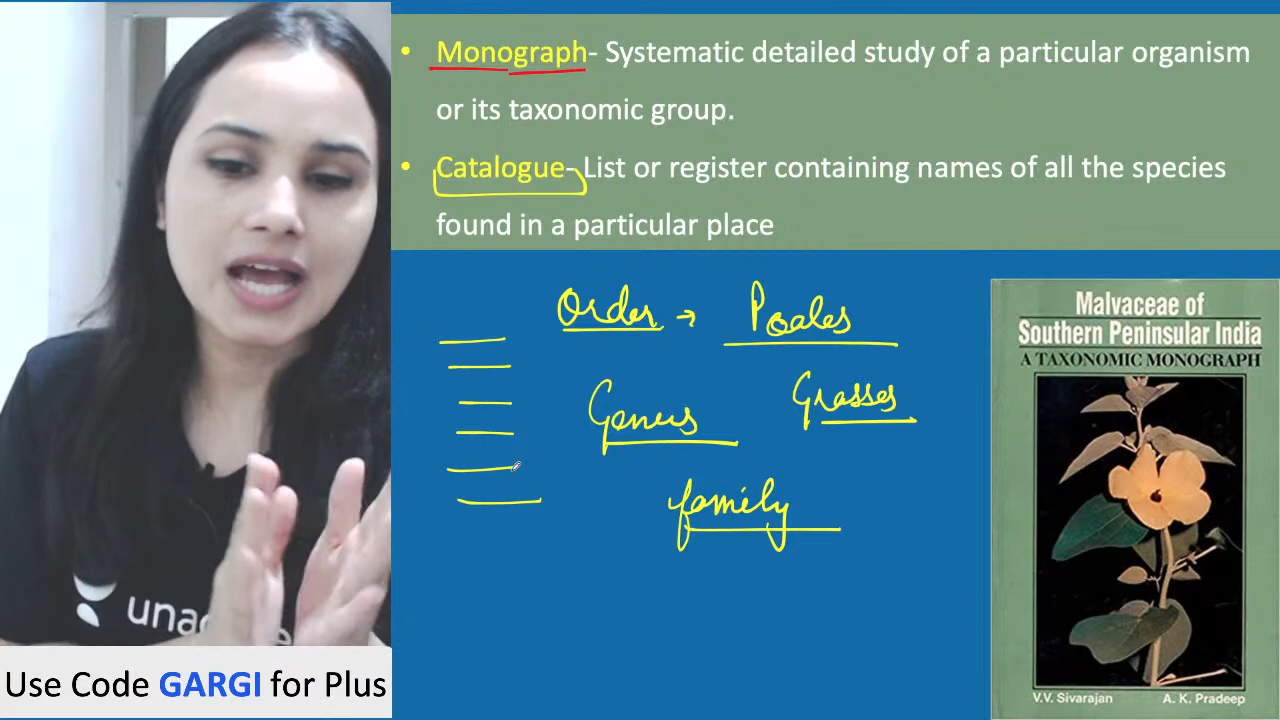 • Monograph- Systematic detailed study of a particular organism
or its taxonomic group.
• Catalogue- List or register containing names of all the species
found in a particular place
Order → Poales
Genus
Grasses
family
Malvaceae of
Southern Peninsular India
A TAXONOMIC MONOGRAPH
V.V. Sivarajan
A. K. Pradeep
Use Code GARGI for Plus